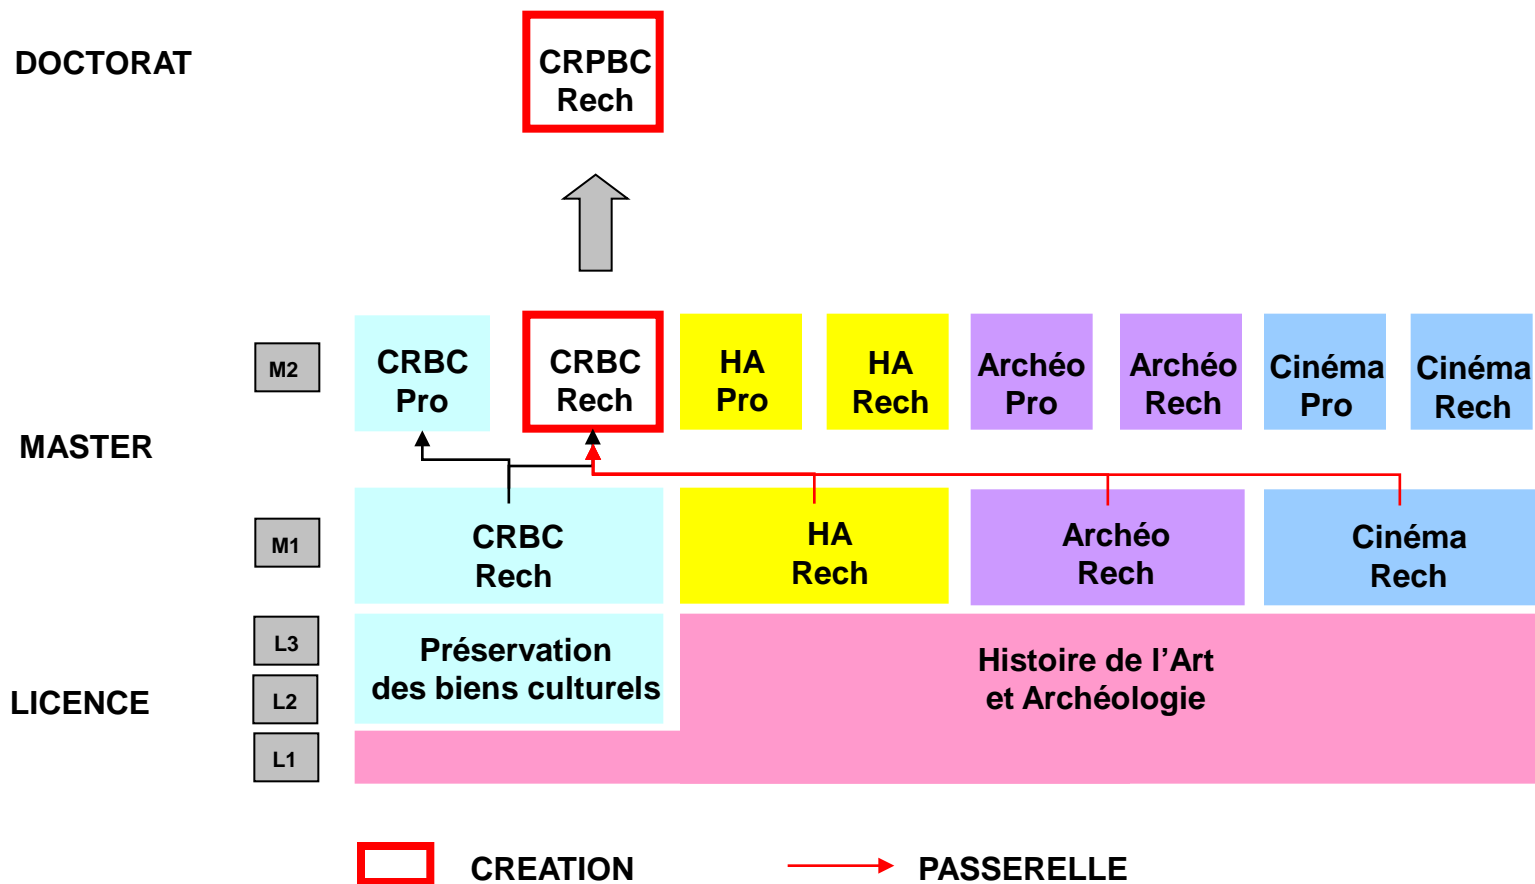 DOCTORAT
CRPBC
Rech
M2
CRBC
Pro
CRBC
Rech
HA
Pro
HA
Rech
Archéo
Pro
Archéo
Rech
Cinéma
Pro
Cinéma
Rech
MASTER
M1
CRBC
Rech
HA
Rech
Archéo
Rech
Cinéma
Rech
LICENCE
L3
L2
L1
Préservation
des biens culturels
Histoire de l’Art
et Archéologie
CREATION
PASSERELLE